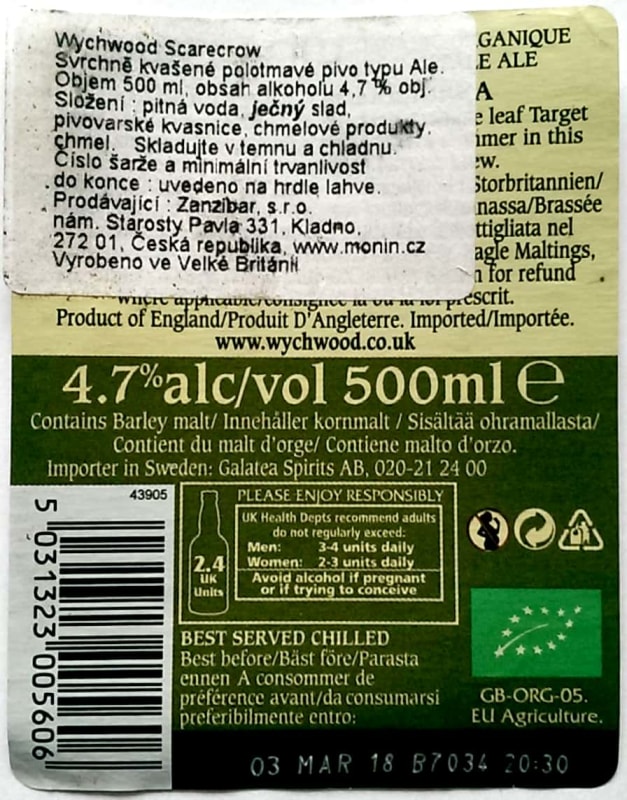 Wychwood Scarecrow
Svrchně kvašené polotmavé pivo typu Ale.
Objem 500 ml, obsah alkoholu 4,7 % obj.
Složení : pitná voda, ječný slad,
pivovarské kvasnice, chmelové produkty.
chmel. Skladujte v temnu a chladnu.
Číslo šarže a minimální trvanlivost
do konce : uvedeno na hrdle lahve.
Prodávající : Zanzibar, s.r.o.
nám. Starosty Pavla 331, Kladno,
272 01, Česká republika, www.monin.cz
Vyrobeno ve Velké Británii
GANIQUE
E ALE
A
e leaf Target
mer in this
ew.
Storbritannien/
nassa/Brassée
ttigliata nel
agle Maltings,
n for refund
where applicable/consignée là où la loi prescrit.
Product of England/Produit D'Angleterre. Imported/Importée.
www.wychwood.co.uk
4.7%alc/vol 500ml e
Contains Barley malt/ Innehåller kornmalt / Sisältää ohramallasta/
Contient du malt d'orge/ Contiene malto d'orzo.
Importer in Sweden: Galatea Spirits AB, 020-21 24 00
43905
5 031323 005606
2.4
UK
Units
PLEASE ENJOY RESPONSIBLY
UK Health Depts recommend adults
do not regularly exceed:
Men: 3-4 units daily
Women: 2-3 units daily
Avoid alcohol if pregnant
or if trying to conceive
BEST SERVED CHILLED
Best before/Bäst före/Parasta
ennen A consommer de
préférence avant/da consumarsi
preferibilmente entro:
GB-ORG-05.
EU Agriculture.
03 MAR 18 B7034 20:30